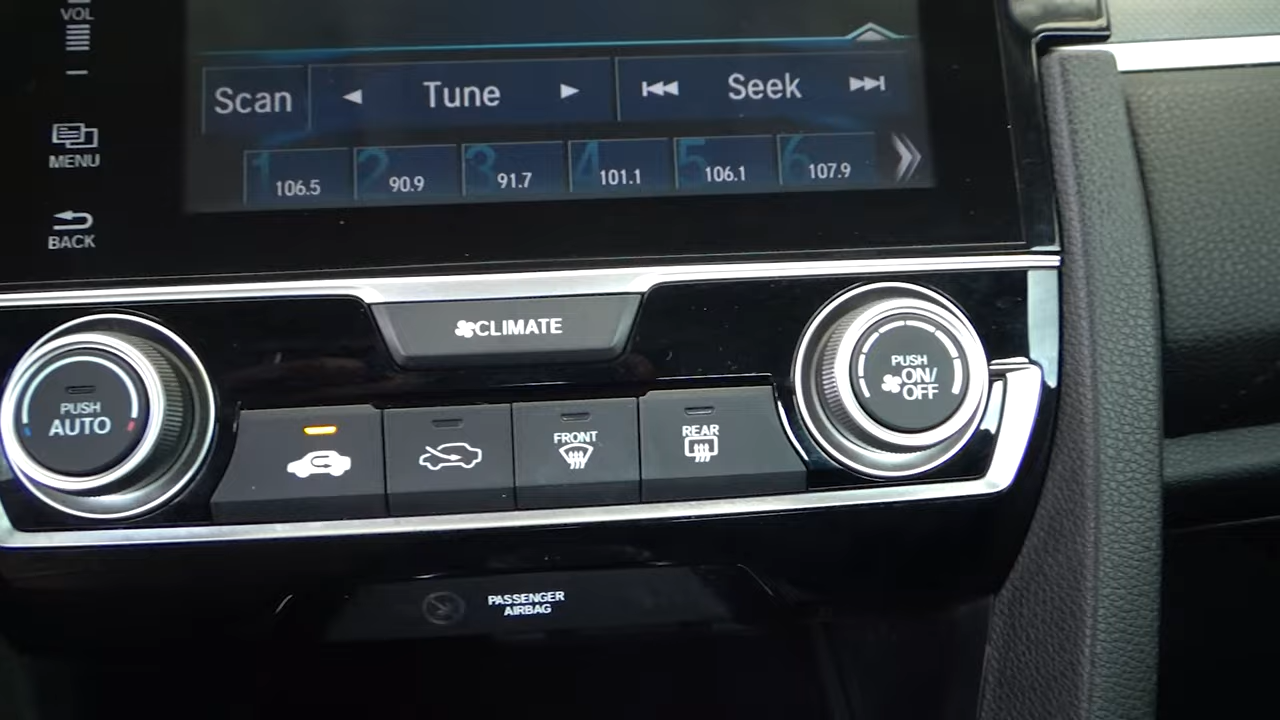 VOL
MENU
BACK
Scan
Tune
Seek
1 106.5
2 90.9
3 91.7
4 101.1
5 106.1
6 107.9
CLIMATE
PUSH
AUTO
FRONT
REAR
PUSH
ON/
OFF
PASSENGER
AIRBAG